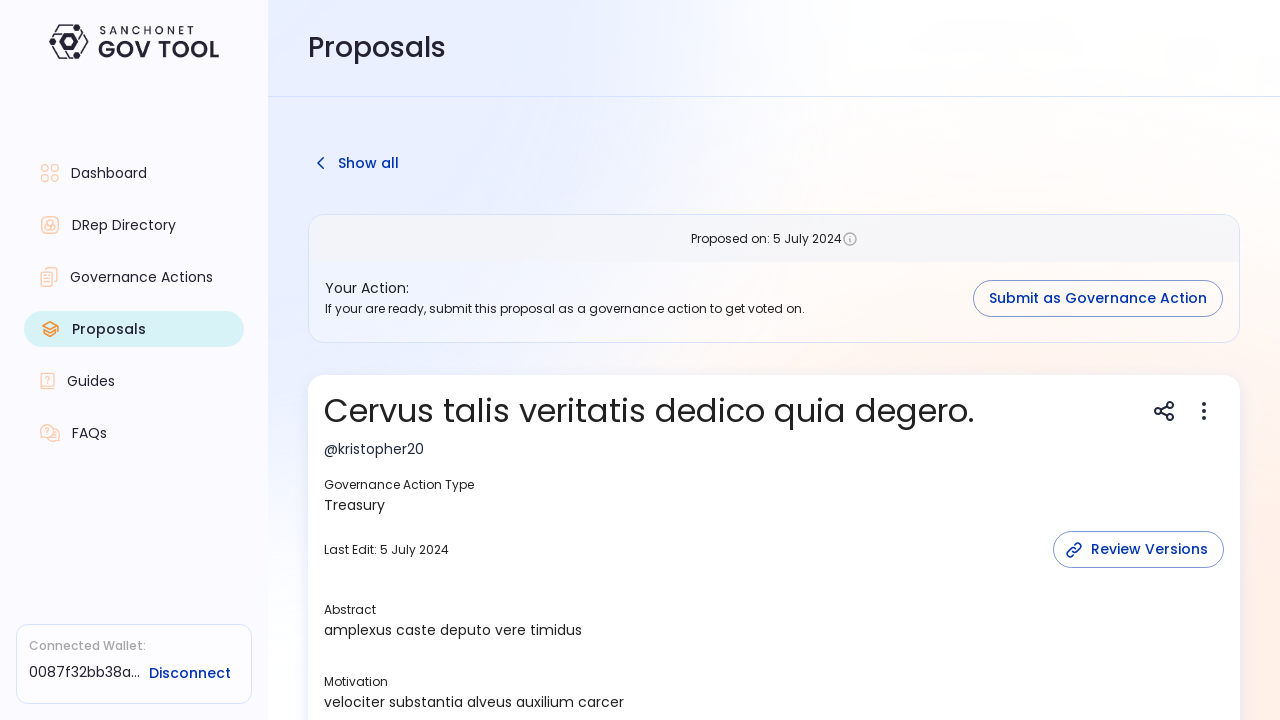 SANCHONET
GOV TOOL
Dashboard
DRep Directory
Governance Actions
Proposals
Guides
FAQs
Connected Wallet:
0087f32bb38a...
Disconnect
Proposals
Show all
Proposed on: 5 July 2024
Your Action:
If your are ready, submit this proposal as a governance action to get voted on.
Submit as Governance Action
Cervus talis veritatis dedico quia degero.
@kristopher20
Governance Action Type
Treasury
Last Edit: 5 July 2024
Review Versions
Abstract
amplexus caste deputo vere timidus
Motivation
velociter substantia alveus auxilium carcer